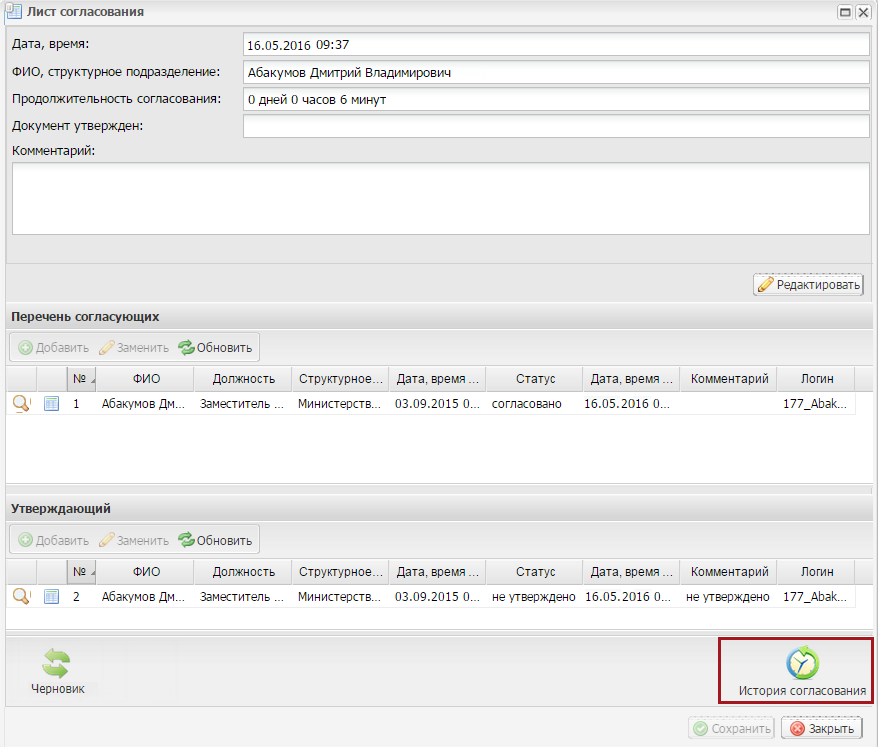 Лист согласования
Дата, время: 16.05.2016 09:37
ФИО, структурное подразделение: Абакумов Дмитрий Владимирович
Продолжительность согласования: 0 дней 0 часов 6 минут
Документ утвержден:
Комментарий:
Редактировать
Перечень согласующих
Добавить Заменить Обновить
№ ФИО Должность Структурное... Дата, время ... Статус Дата, время ... Комментарий Логин
1 Абакумов Дм... Заместитель ... Министерств... 03.09.2015 0... согласовано 16.05.2016 0... 177_Abak...
Утверждающий
Добавить Заменить Обновить
№ ФИО Должность Структурное... Дата, время ... Статус Дата, время ... Комментарий Логин
2 Абакумов Дм... Заместитель ... Министерств... 03.09.2015 0... не утверждено 16.05.2016 0... не утверждено 177_Abak...
Черновик История согласования
Сохранить Закрыть